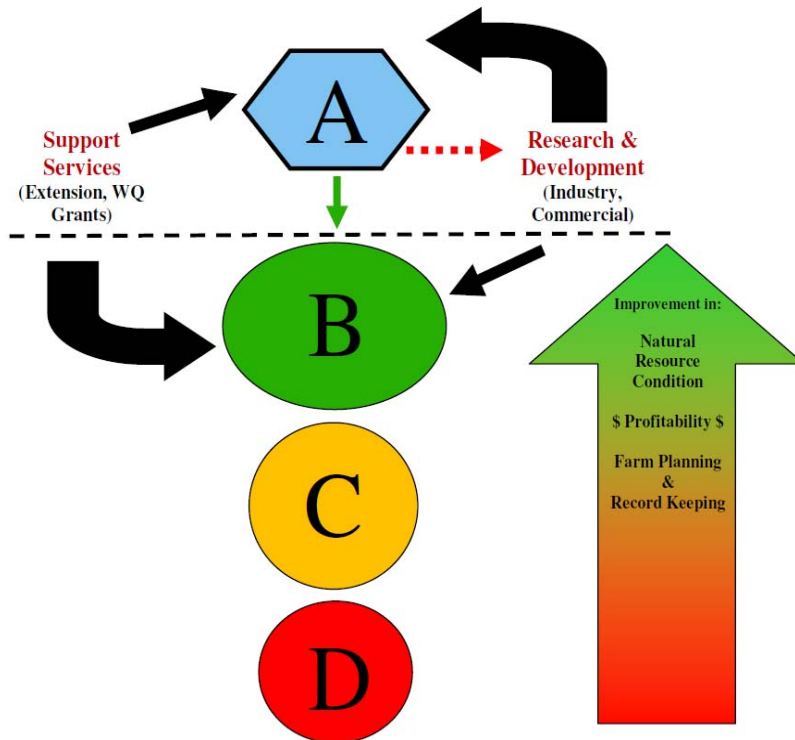 A
Support
Services
(Extension, WQ
Grants)
Research &
Development
(Industry,
Commercial)
B
Improvement in:
Natural
Resource
Condition
$ Profitability $
Farm Planning
&
Record Keeping
C
D